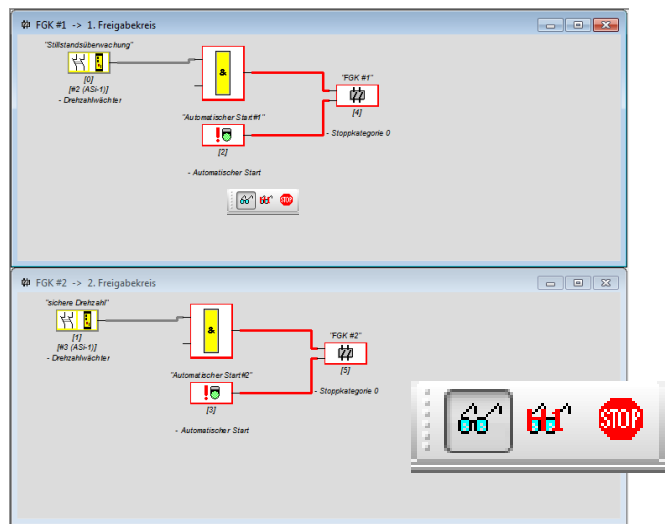 FGK #1 -> 1. Freigabekreis
"Stillstandsüberwachung"
[0]
[#2 (ASi-1)]
- Drehzahlwächter
&
"FGK #1"
[4]
- Stoppkategorie 0
"Automatischer Start#1"
[2]
- Automatischer Start
STOP
FGK #2 -> 2. Freigabekreis
"sichere Drehzahl"
[1]
[#3 (ASi-1)]
- Drehzahlwächter
&
"FGK #2"
[5]
- Stoppkategorie 0
"Automatischer Start#2"
[3]
- Automatischer Start
STOP